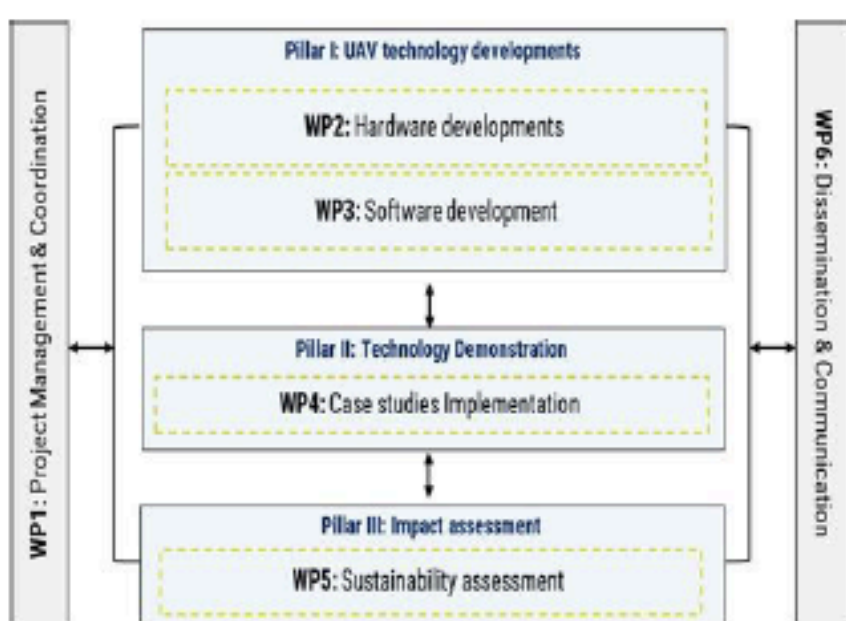 WP1: Project Management & Coordination
Pillar I: UAV technology developments
WP2: Hardware developments
WP3: Software development
Pillar II: Technology Demonstration
WP4: Case studies Implementation
Pillar III: Impact assessment
WP5: Sustainability assessment
WP6: Dissemination & Communication